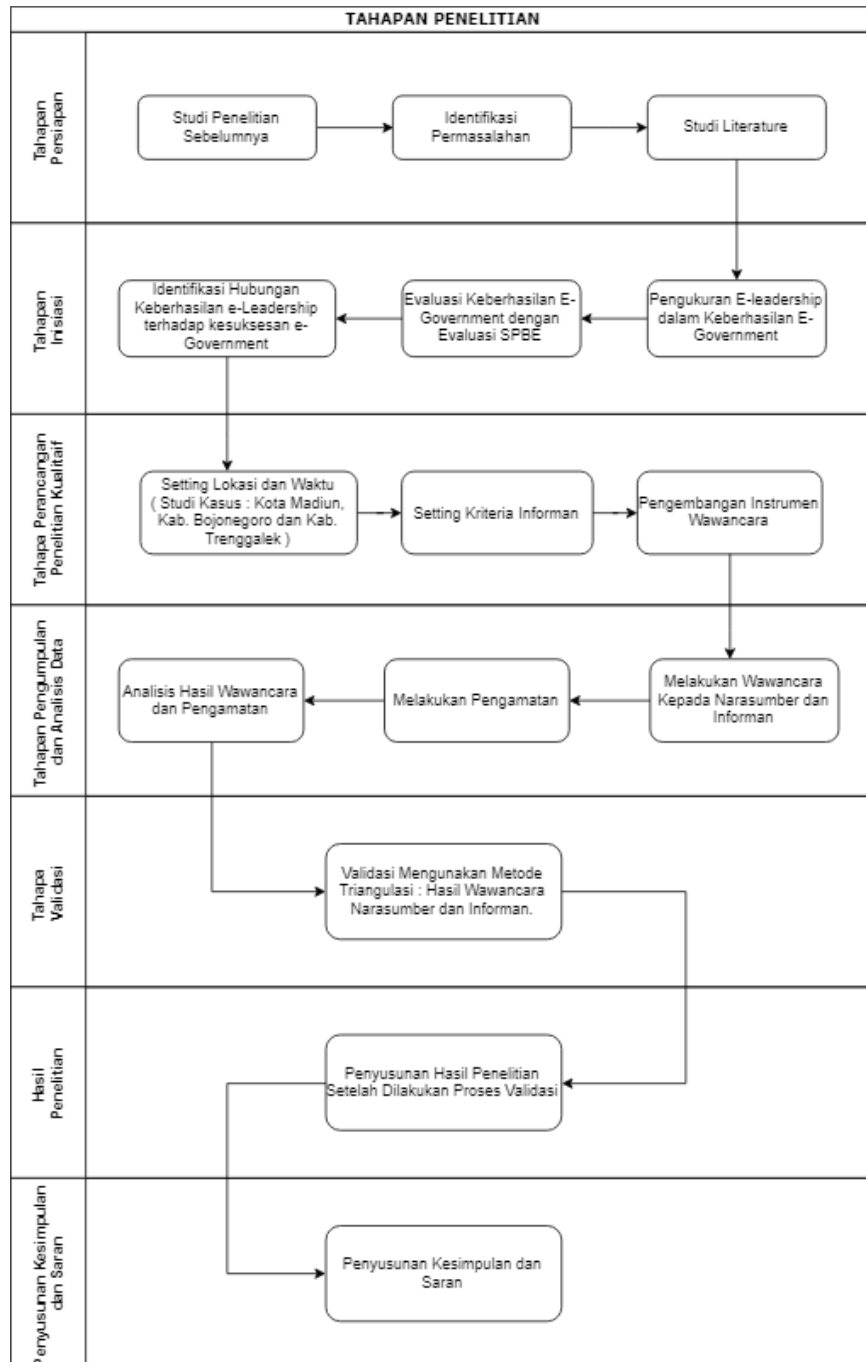 TAHAPAN PENELITIAN
Tahapan
Persiapan
Studi Penelitian
Sebelumnya
Identifikasi
Permasalahan
Studi Literature
Tahapan
Inisiasi
Identifikasi Hubungan
Keberhasilan e-Leadership
terhadap kesuksesan e-
Government
Evaluasi Keberhasilan E-
Government dengan
Evaluasi SPBE
Pengukuran E-leadership
dalam Keberhasilan E-
Government
Tahapa Perancangan
Penelitian Kualitaif
Setting Lokasi dan Waktu
( Studi Kasus : Kota Madiun,
Kab. Bojonegoro dan Kab.
Trenggalek )
Setting Kriteria Informan
Pengembangan Instrumen
Wawancara
Tahapan Pengumpulan
dan Analisis Data
Analisis Hasil Wawancara
dan Pengamatan
Melakukan Pengamatan
Melakukan Wawancara
Kepada Narasumber dan
Informan
Tahapa
Validasi
Validasi Mengunakan Metode
Triangulasi : Hasil Wawancara
Narasumber dan Informan.
Hasil
Penelitian
Penyusunan Hasil Penelitian
Setelah Dilakukan Proses Validasi
Penyusunan Kesimpulan
dan Saran
Penyusunan Kesimpulan dan
Saran